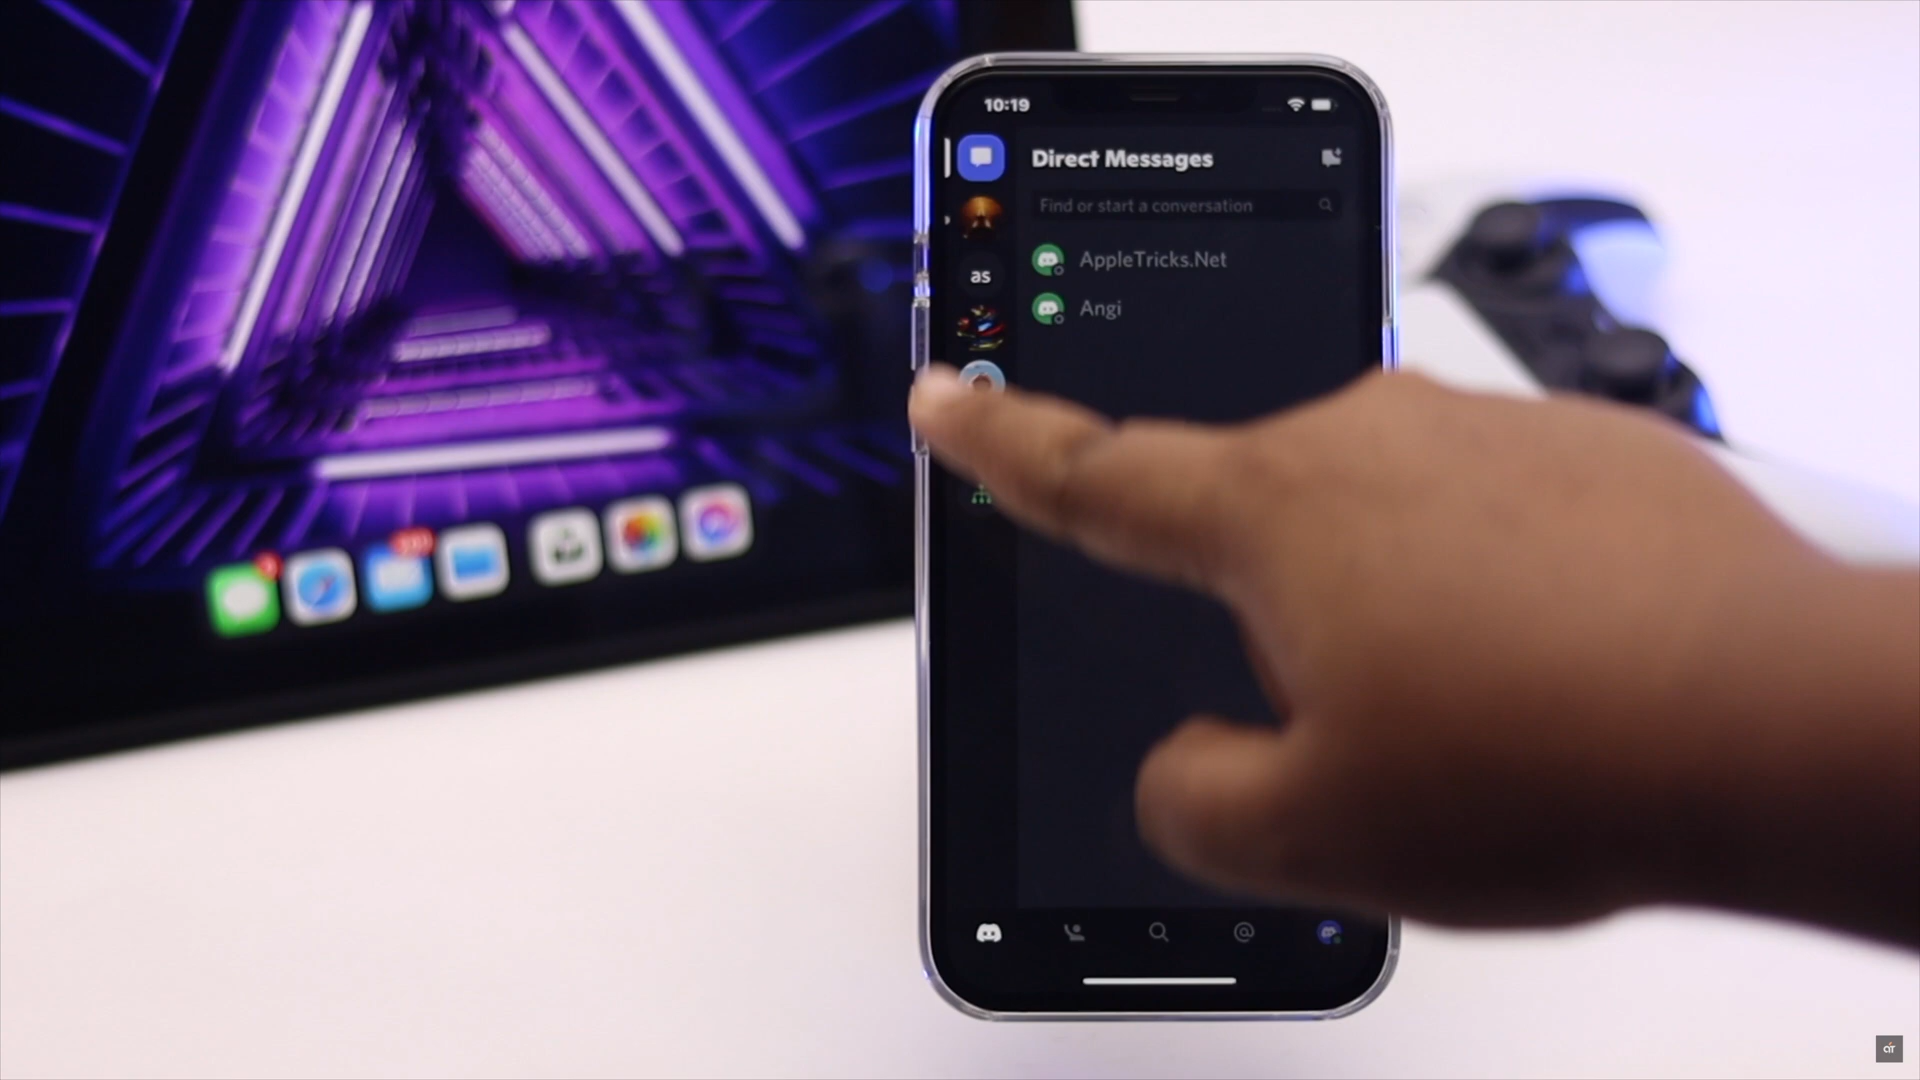 10:19
Direct Messages
Find or start a conversation
AppleTricks.Net
as
Angi